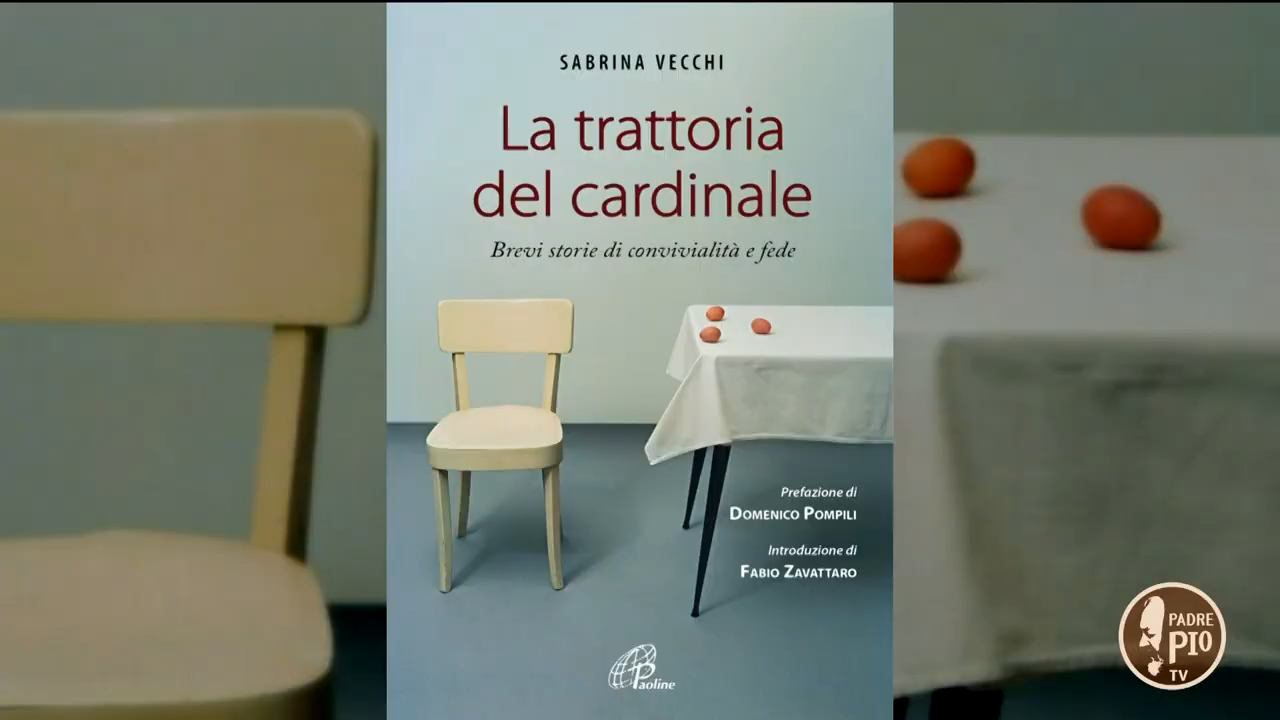 SABRINA VECCHI
La trattoria
del cardinale
Brevi storie di convivialità e fede
Prefazione di
DOMENICO POMPILI
Introduzione di
FABIO ZAVATTARO
Paoline
PADRE
PIO
TV